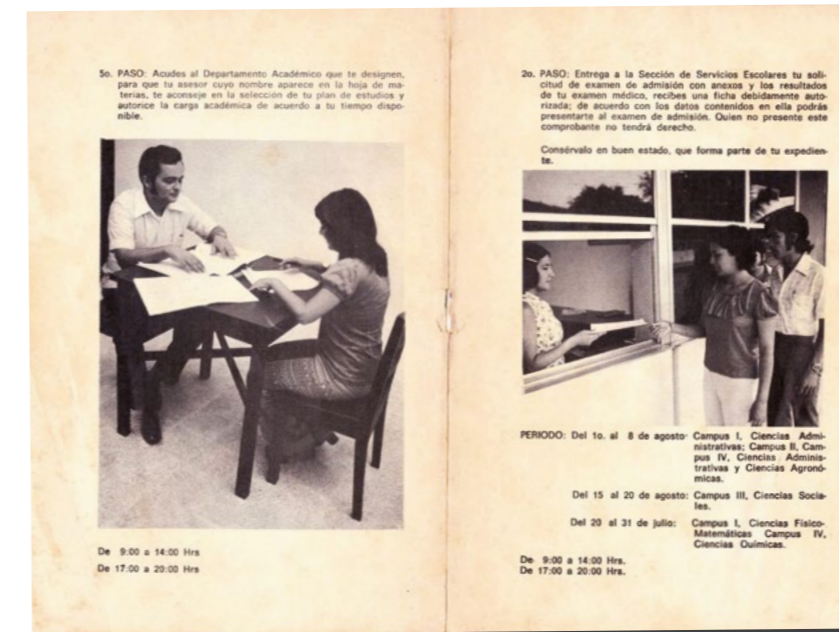 5o. PASO: Acudes al Departamento Académico que te designen,
para que tu asesor cuyo nombre aparece en la hoja de ma-
terias, te aconseje en la selección de tu plan de estudios y
autorice la carga académica de acuerdo a tu tiempo dispo-
nible.
De 9:00 a 14:00 Hrs
De 17:00 a 20:00 Hrs
2o. PASO: Entrega a la Sección de Servicios Escolares tu soli-
citud de examen de admisión con anexos y los resultados
de tu examen médico, recibes una ficha debidamente auto-
rizada; de acuerdo con los datos contenidos en ella podrás
presentarte al examen de admisión. Quien no presente este
comprobante no tendrá derecho.
Consérvalo en buen estado, que forma parte de tu expedien-
te.
PERIODO: Del 1o. al 8 de agosto: Campus I, Ciencias Admi-
nistrativas; Campus II, Cam-
pus IV, Ciencias Adminis-
trativas y Ciencias Agronó-
micas.
Del 15 al 20 de agosto: Campus III, Ciencias Socia-
les.
Del 20 al 31 de julio: Campus I, Ciencias Físico-
Matemáticas Campus IV,
Ciencias Químicas.
De 9:00 a 14:00 Hrs.
De 17:00 a 20:00 Hrs.